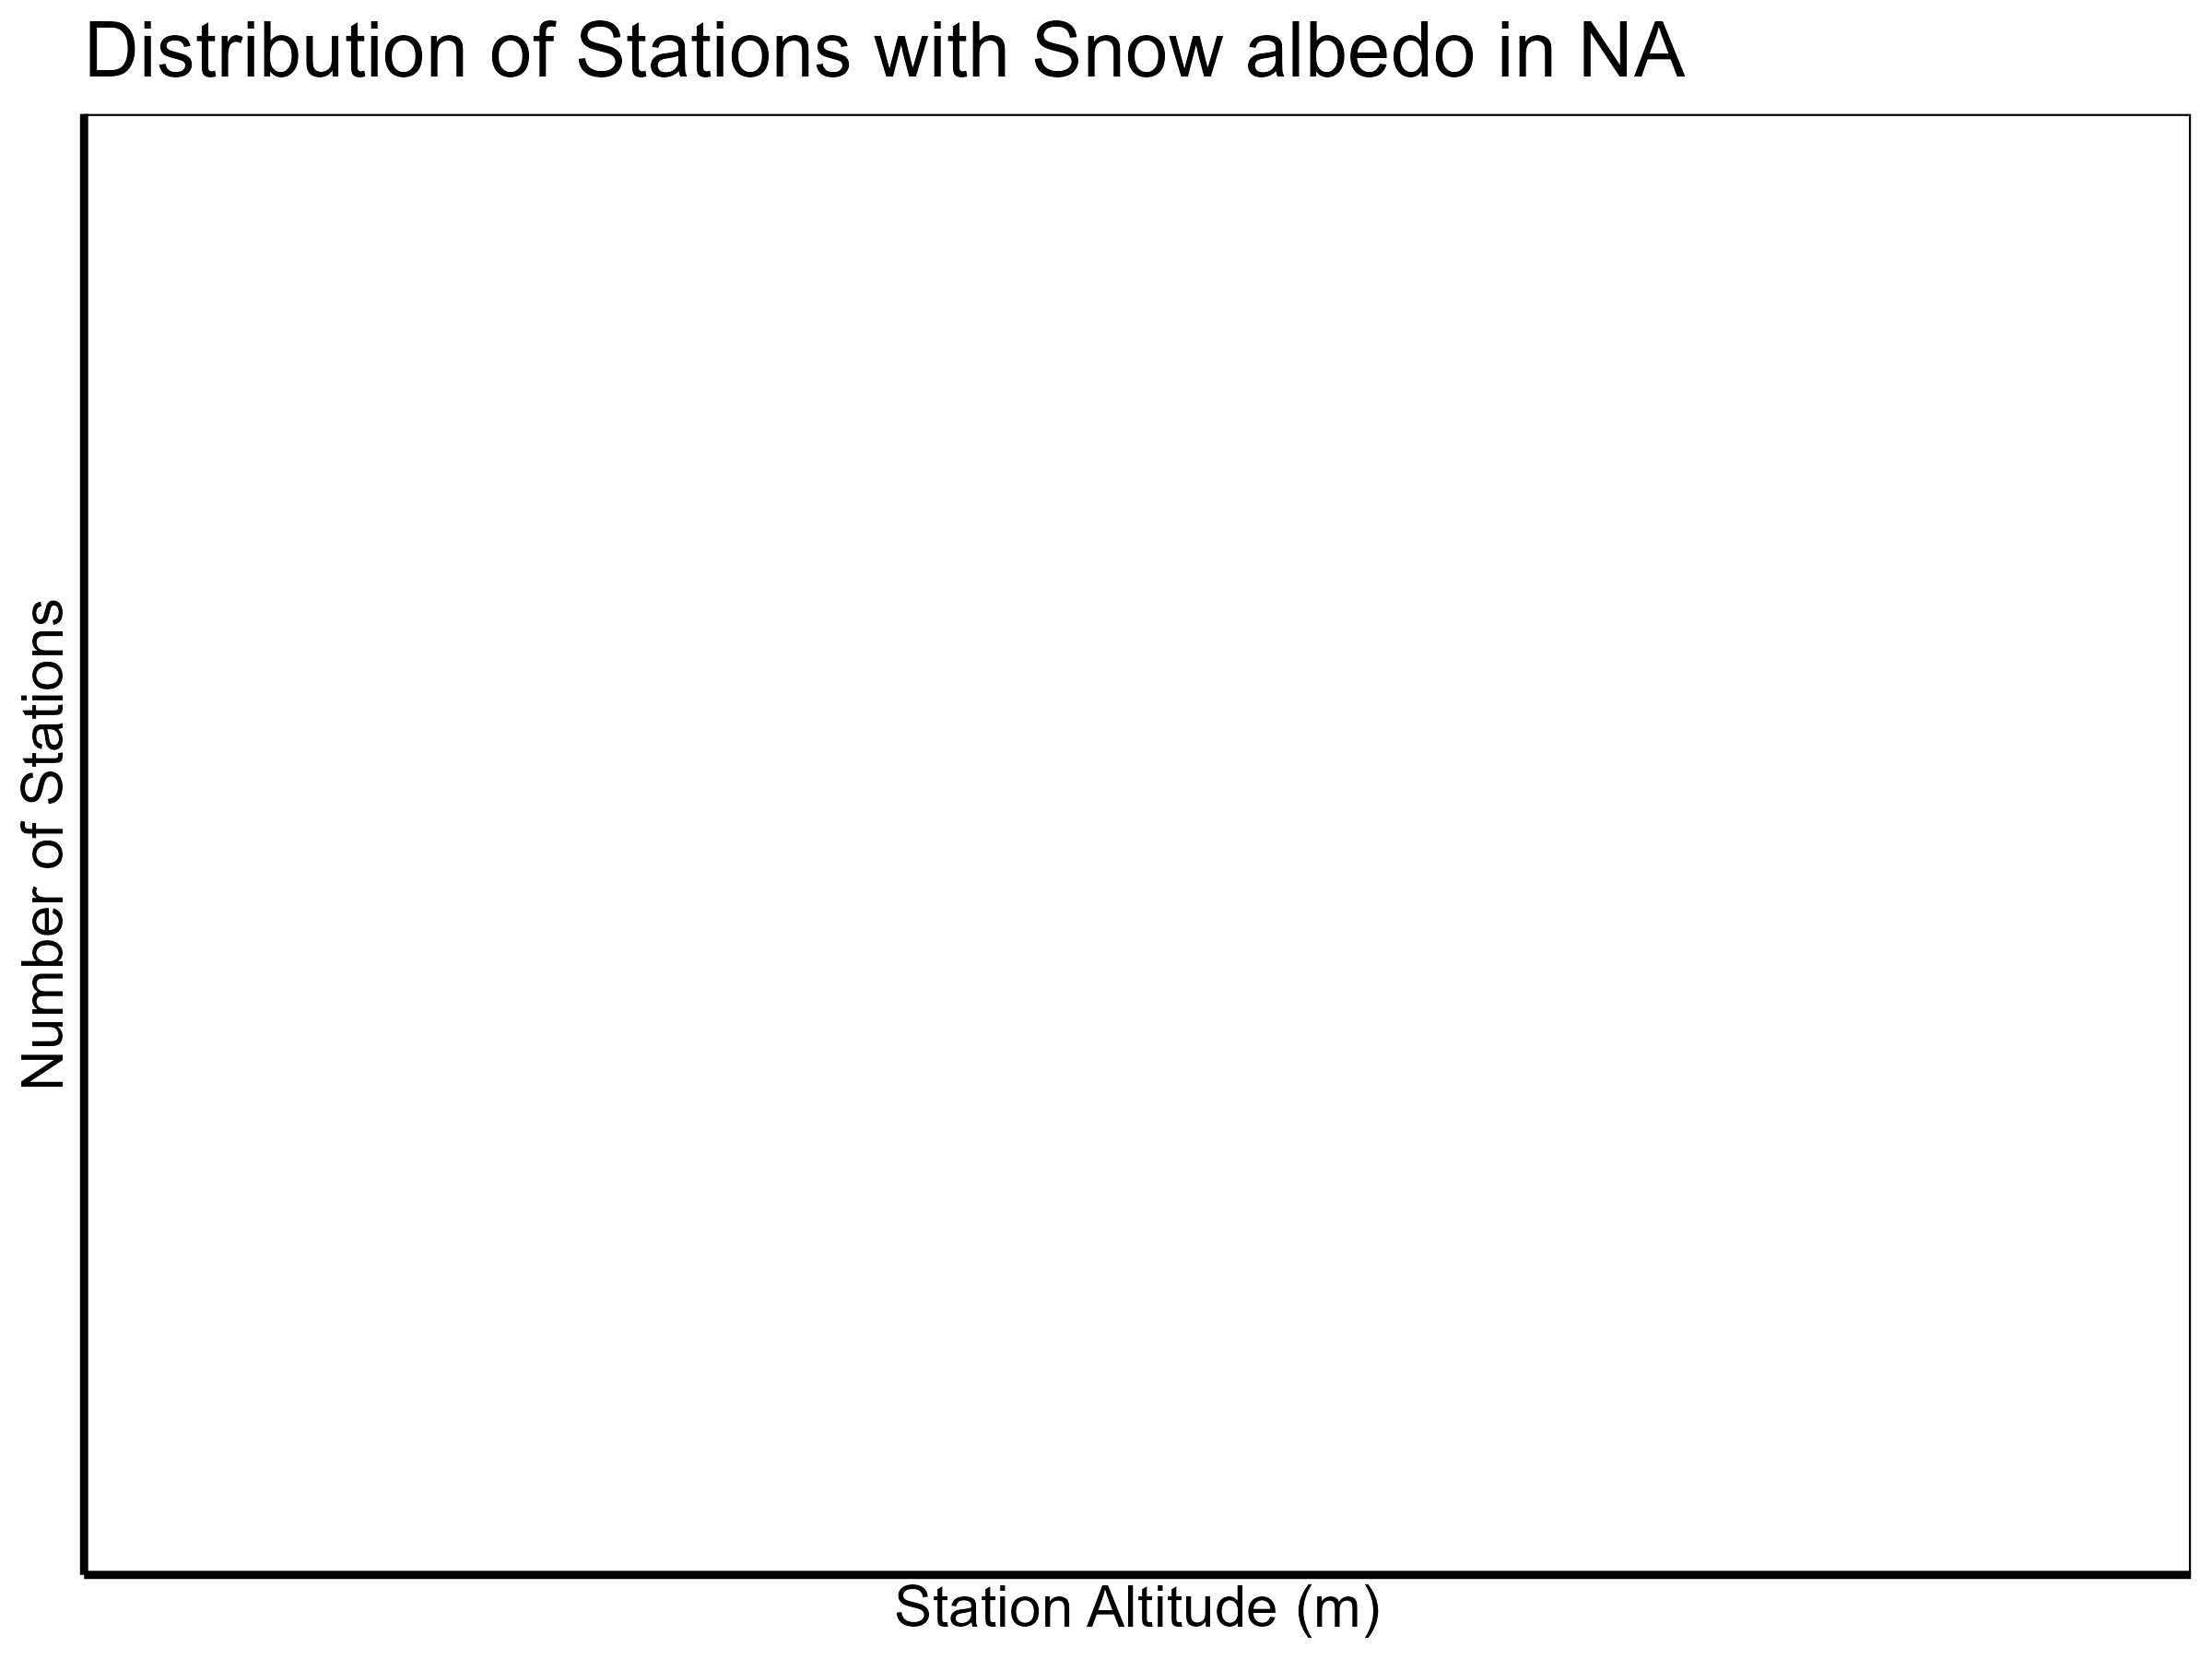 Distribution of Stations with Snow albedo in NA
Number of Stations
Station Altitude (m)